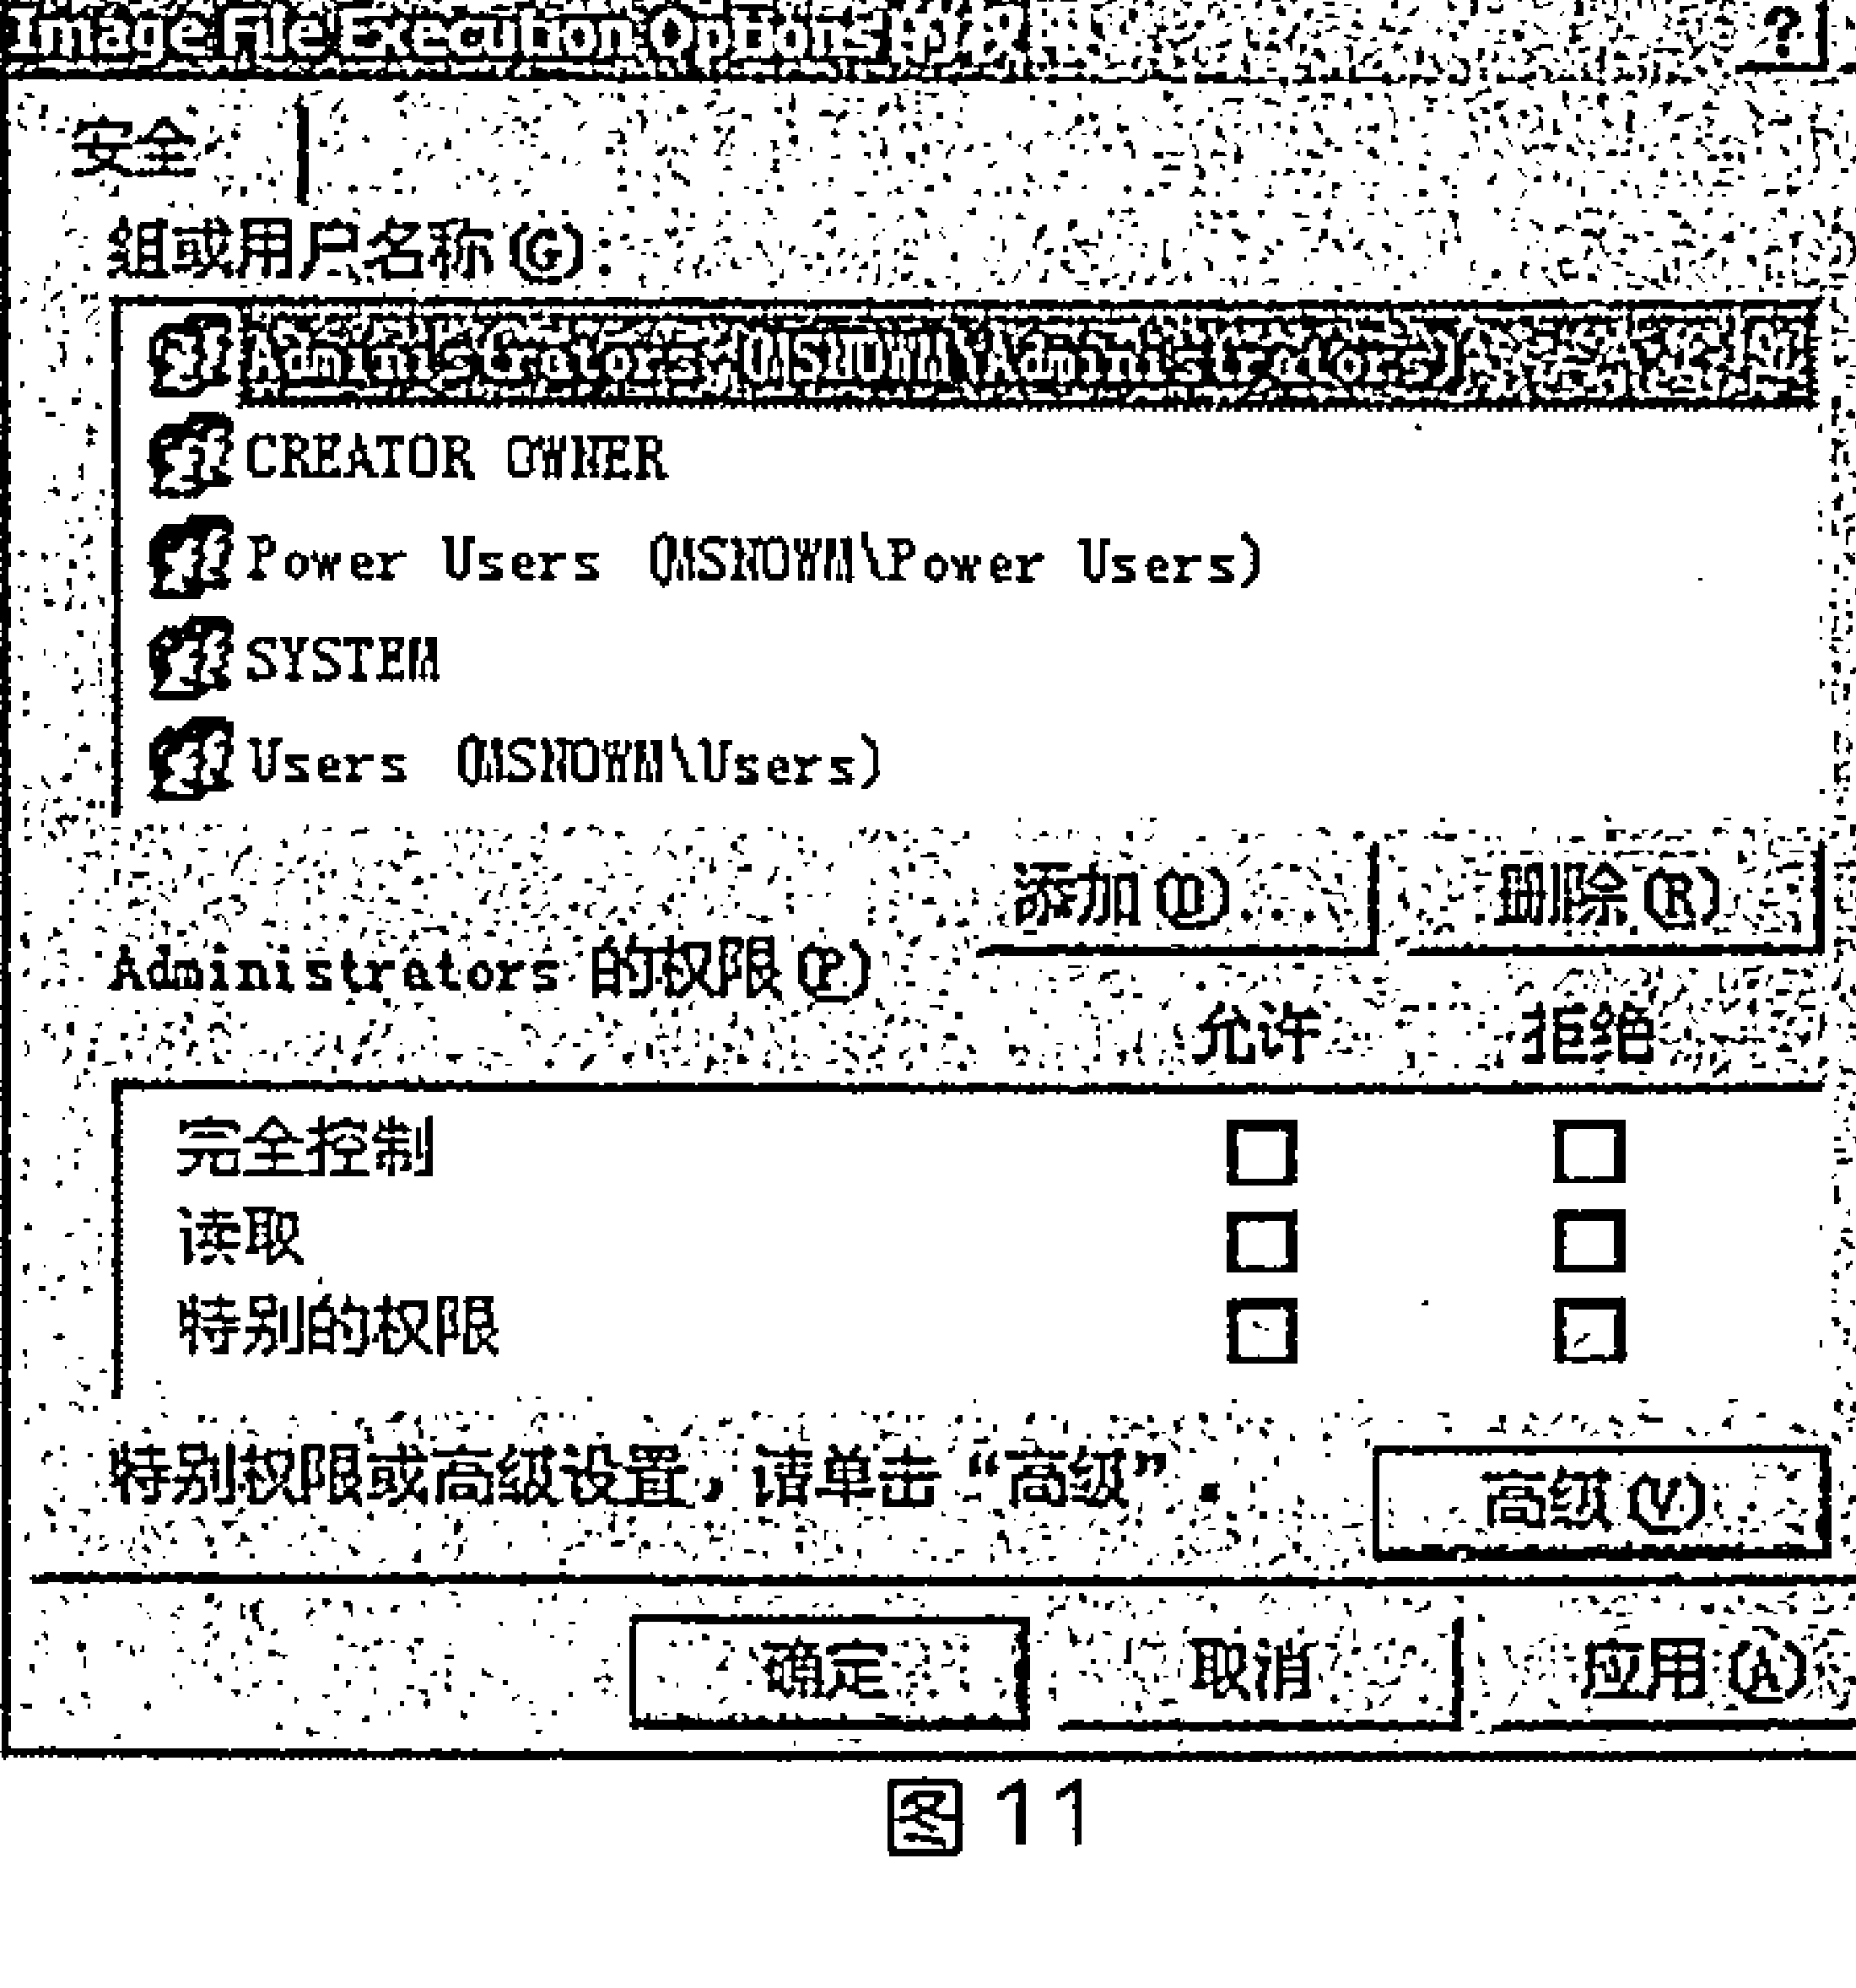 Image File Execution Options 的权限
安全
组或用户名称(G):
Administrators (MSNOWM\Administrators)
CREATOR OWNER
Power Users (MSNOWM\Power Users)
SYSTEM
Users (MSNOWM\Users)
添加(D)... 删除(R)
Administrators 的权限(P)
允许 拒绝
完全控制
读取
特别的权限
特别权限或高级设置，请单击“高级”。
高级(V)
确定 取消 应用(A)
图 11